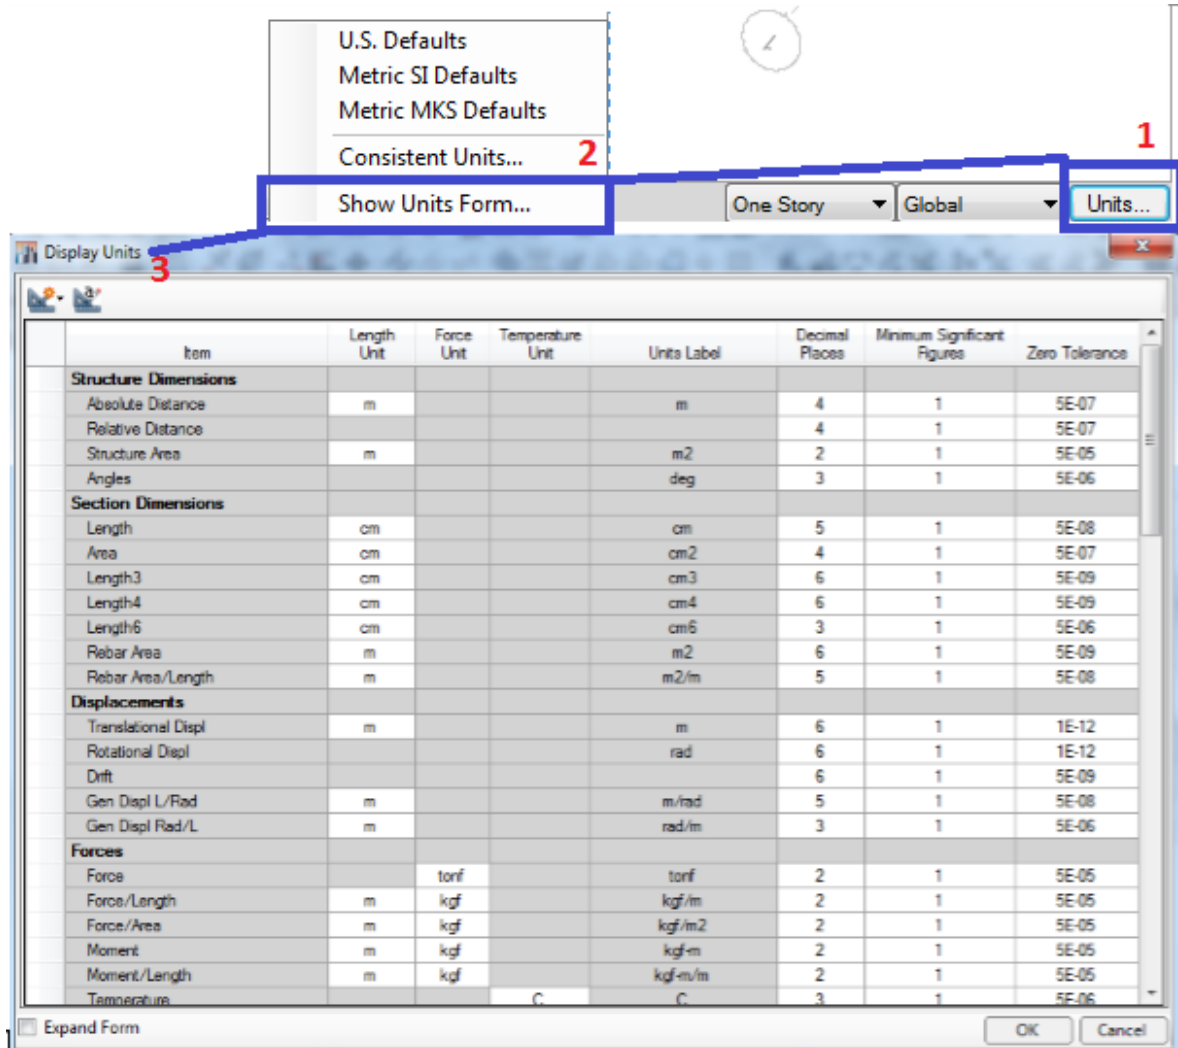 U.S. Defaults
Metric SI Defaults
Metric MKS Defaults
Consistent Units... 2
1
Show Units Form... One Story Global Units...
Display Units 3
Item Length Unit Force Unit Temperature Unit Units Label Decimal Places Minimum Significant Figures Zero Tolerance
Structure Dimensions
Absolute Distance m m 4 1 5E-07
Relative Distance 4 1 5E-07
Structure Area m m2 2 1 5E-05
Angles deg 3 1 5E-06
Section Dimensions
Length cm cm 5 1 5E-08
Area cm cm2 4 1 5E-07
Length3 cm cm3 6 1 5E-09
Length4 cm cm4 6 1 5E-09
Length6 cm cm6 3 1 5E-06
Rebar Area m m2 6 1 5E-09
Rebar Area/Length m m2/m 5 1 5E-08
Displacements
Translational Displ m m 6 1 1E-12
Rotational Displ rad 6 1 1E-12
Drift 6 1 5E-09
Gen Displ L/Rad m m/rad 5 1 5E-08
Gen Displ Rad/L m rad/m 3 1 5E-06
Forces
Force tonf tonf 2 1 5E-05
Force/Length m kgf kgf/m 2 1 5E-05
Force/Area m kgf kgf/m2 2 1 5E-05
Moment m kgf kgf-m 2 1 5E-05
Moment/Length m kgf kgf-m/m 2 1 5E-05
Temperature C C 3 1 5E-06
Expand Form OK Cancel